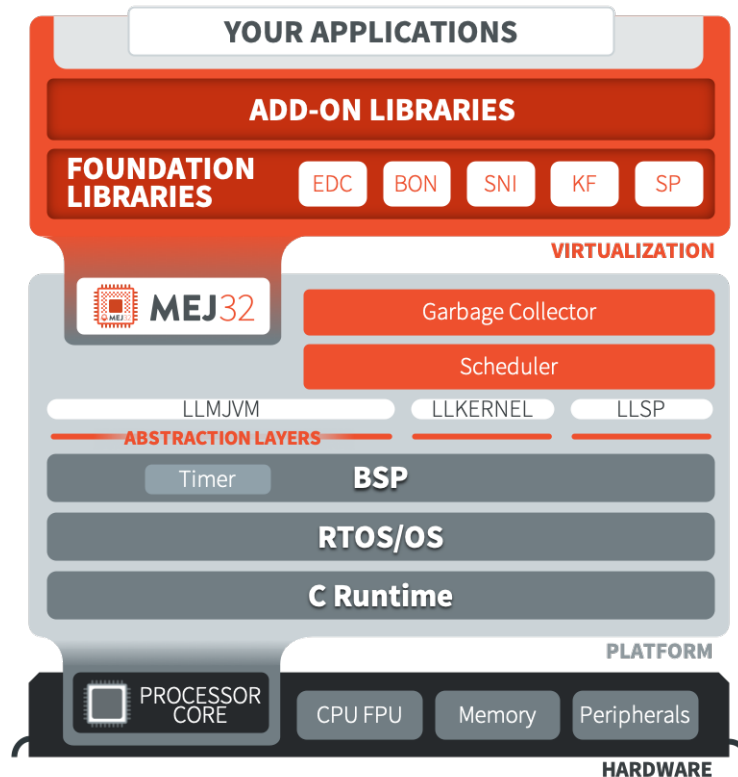 YOUR APPLICATIONS
ADD-ON LIBRARIES
FOUNDATION
LIBRARIES
EDC BON SNI KF SP
VIRTUALIZATION
MEJ32
MEJ32
Garbage Collector
Scheduler
LLMJVM LLKERNEL LLSP
ABSTRACTION LAYERS
Timer BSP
RTOS/OS
C Runtime
PLATFORM
PROCESSOR
CORE
CPU FPU Memory Peripherals
HARDWARE